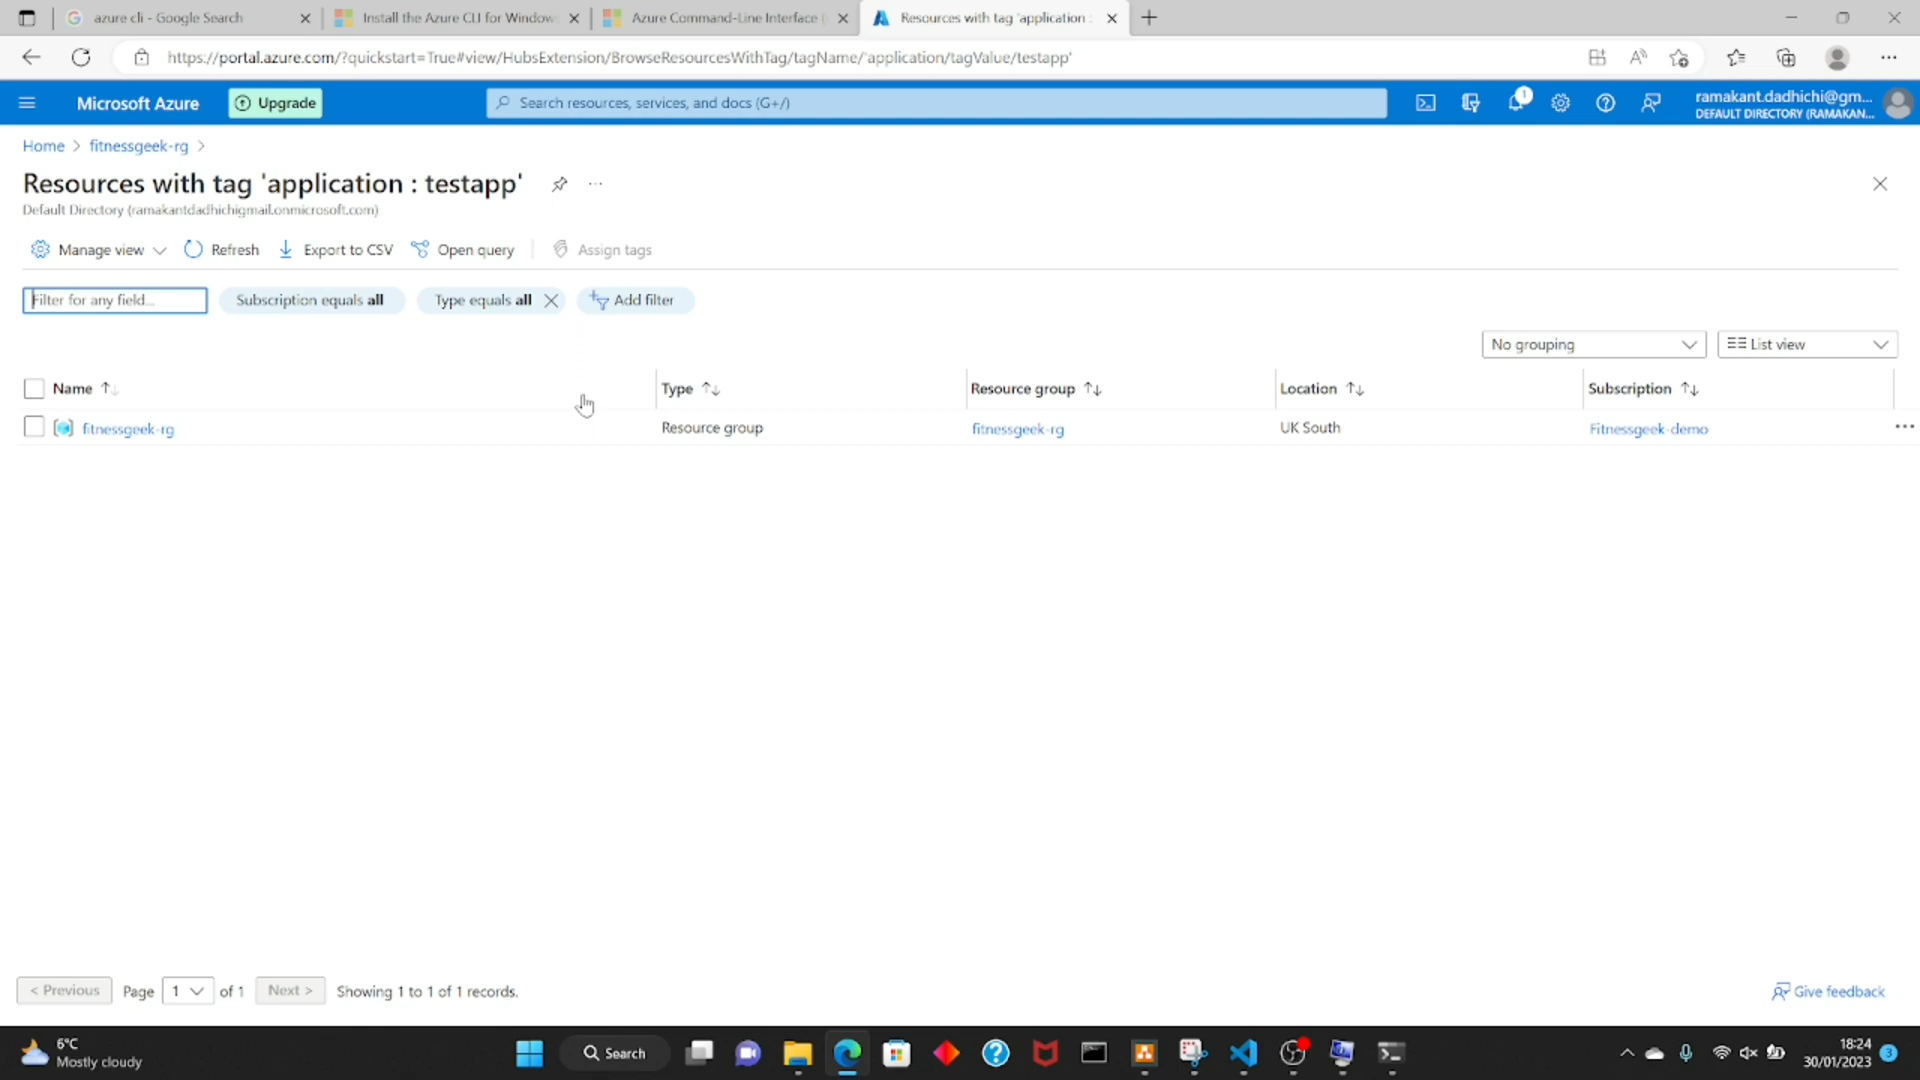 azure cli - Google Search
Install the Azure CLI for Window
Azure Command-Line Interface (
Resources with tag 'application :
https://portal.azure.com/?quickstart=True#view/HubsExtension/BrowseResourcesWithTag/tagName/'application/tagValue/testapp'
Microsoft Azure
Upgrade
Search resources, services, and docs (G+/)
1
ramakant.dadhichi@gm...
DEFAULT DIRECTORY (RAMAKAN...
Home > fitnessgeek-rg >
Resources with tag 'application : testapp'
Default Directory (ramakantdadhichigmail.onmicrosoft.com)
Manage view Refresh Export to CSV Open query Assign tags
Filter for any field... Subscription equals all Type equals all Add filter
No grouping List view
Name Type Resource group Location Subscription
fitnessgeek-rg Resource group fitnessgeek-rg UK South Fitnessgeek-demo
< Previous Page 1 of 1 Next > Showing 1 to 1 of 1 records.
Give feedback
6°C
Mostly cloudy
Search
18:24
30/01/2023
3